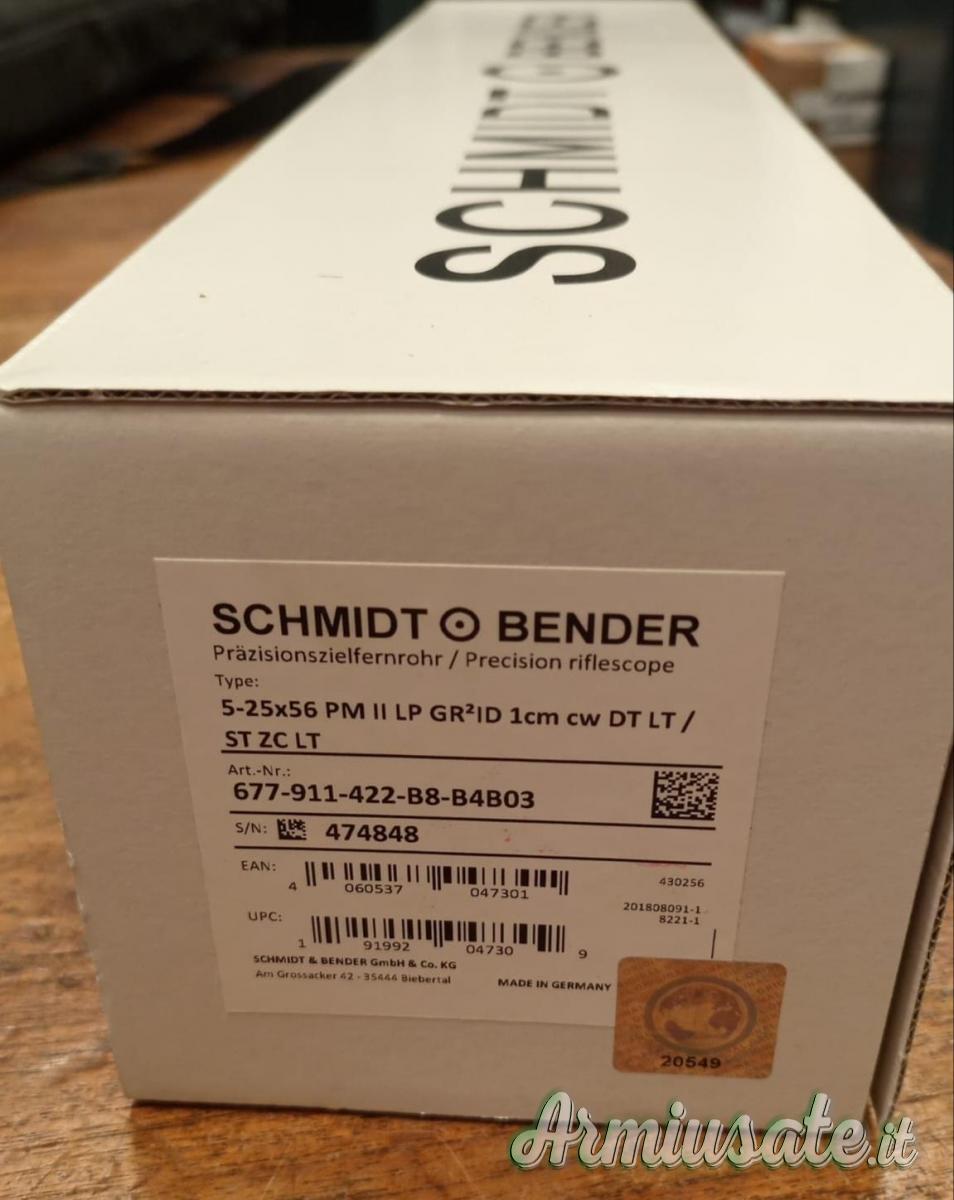 SCHMIDT BENDER
SCHMIDT BENDER
Präzisionszielfernrohr / Precision riflescope
Type:
5-25x56 PM II LP GR²ID 1cm cw DT LT /
ST ZC LT
Art.-Nr.:
677-911-422-B8-B4B03
S/N: 474848
EAN:
4 060537 047301
430256
201808091-1
8221-1
UPC:
1 91992 04730 9
SCHMIDT & BENDER GmbH & Co. KG
Am Grossacker 42 - 35444 Biebertal
MADE IN GERMANY
20549
Armiusate.it